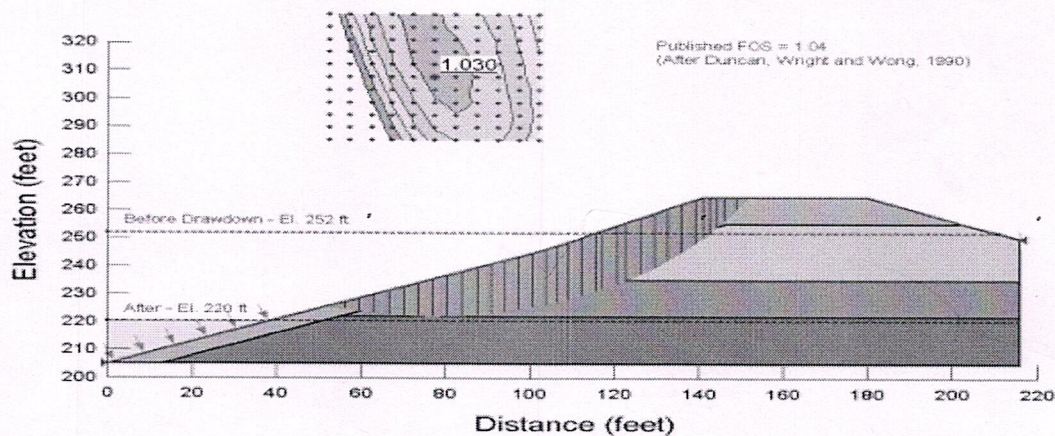 1.030
Published FOS = 1.04
(After Duncan, Wright and Wong, 1990)
Elevation (feet)
320
310
300
290
280
270
260
250
240
230
220
210
200
Before Drawdown - El. 252 ft
After - El. 220 ft
0 20 40 60 80 100 120 140 160 180 200 220
Distance (feet)